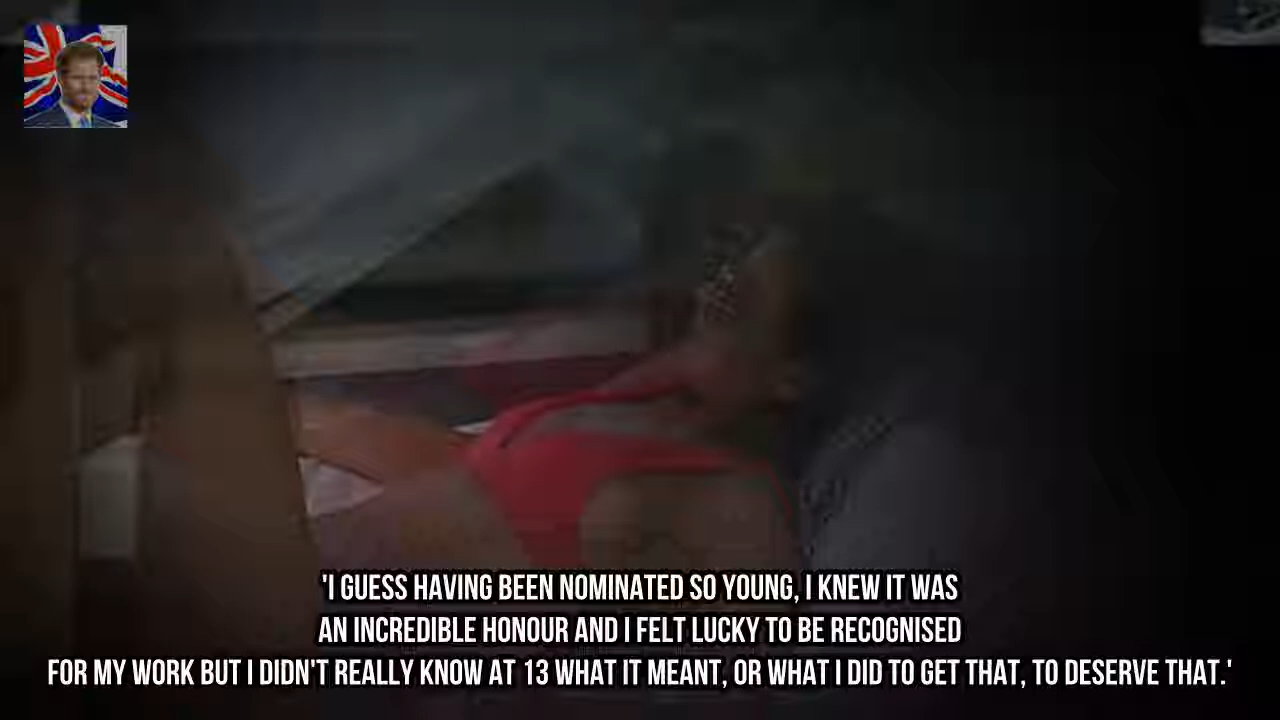 'I GUESS HAVING BEEN NOMINATED SO YOUNG, I KNEW IT WAS
AN INCREDIBLE HONOUR AND I FELT LUCKY TO BE RECOGNISED
FOR MY WORK BUT I DIDN'T REALLY KNOW AT 13 WHAT IT MEANT, OR WHAT I DID TO GET THAT, TO DESERVE THAT.'